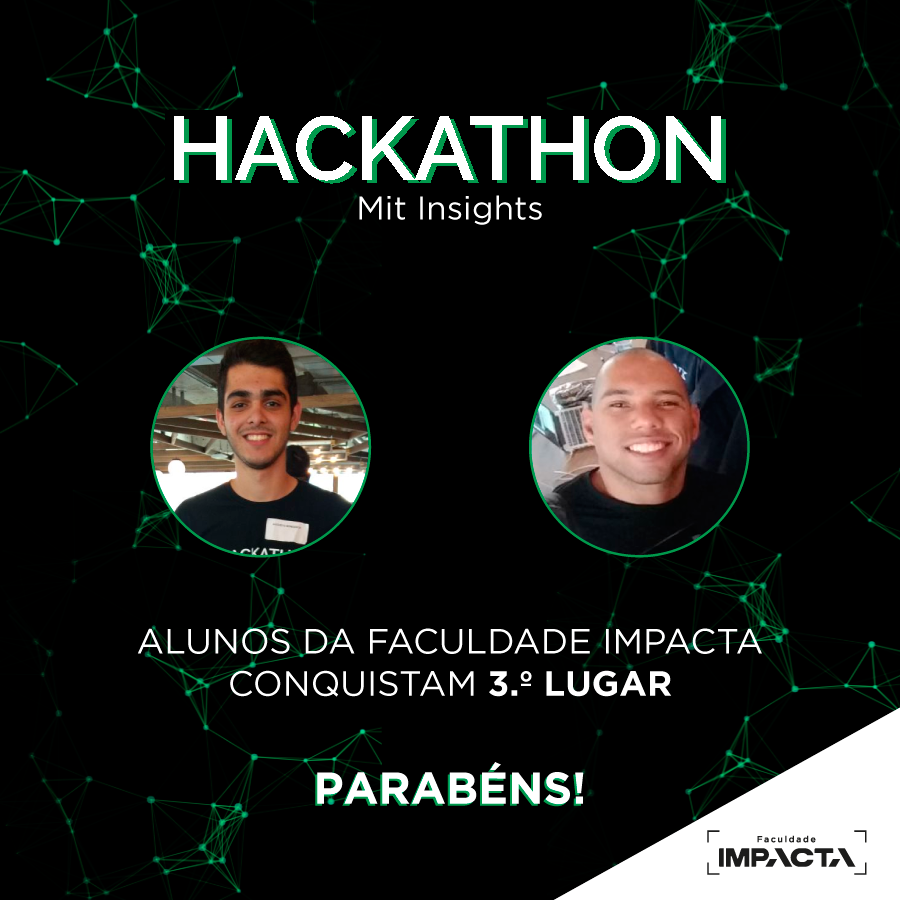 HACKATHON
Mit Insights
ALUNOS DA FACULDADE IMPACTA
CONQUISTAM 3.º LUGAR
PARABÉNS!
Faculdade
IMPACTA